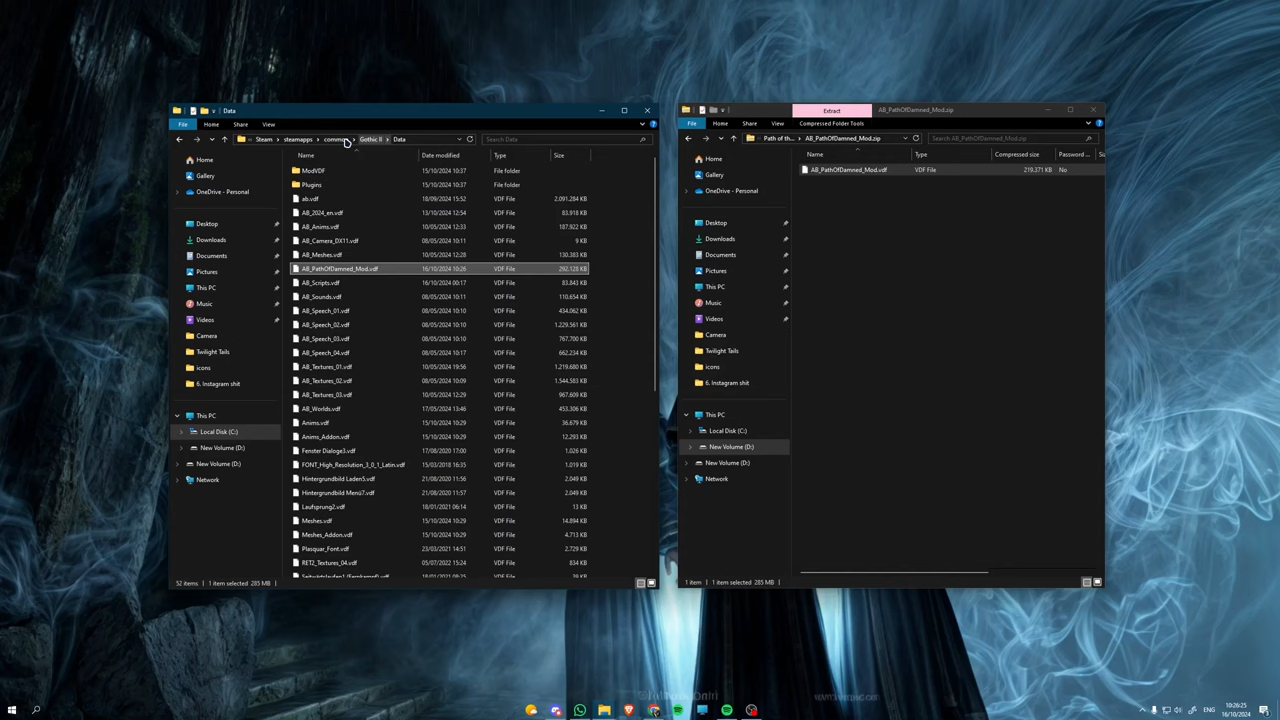 Data
File Home Share View
Steam > steamapps > common > Gothic II > Data
Search Data
Name Date modified Type Size
Home
Gallery
OneDrive - Personal
Desktop
Downloads
Documents
Pictures
This PC
Music
Videos
Camera
Twilight Tails
icons
6. Instagram shit
This PC
Local Disk (C:)
New Volume (D:)
New Volume (D:)
Network
ModVDF 15/10/2024 10:37 File folder
Plugins 15/10/2024 10:37 File folder
ab.vdf 18/09/2024 15:52 VDF File 2.091.284 KB
AB_2024_en.vdf 13/10/2024 12:54 VDF File 83.918 KB
AB_Anims.vdf 10/05/2024 12:33 VDF File 187.922 KB
AB_Camera_DX11.vdf 08/05/2024 10:11 VDF File 9 KB
AB_Meshes.vdf 10/05/2024 12:28 VDF File 130.383 KB
AB_PathOfDamned_Mod.vdf 16/10/2024 10:26 VDF File 292.128 KB
AB_Scripts.vdf 16/10/2024 00:17 VDF File 83.843 KB
AB_Sounds.vdf 08/05/2024 10:11 VDF File 110.654 KB
AB_Speech_01.vdf 08/05/2024 10:10 VDF File 434.062 KB
AB_Speech_02.vdf 08/05/2024 10:10 VDF File 1.229.561 KB
AB_Speech_03.vdf 08/05/2024 10:10 VDF File 767.700 KB
AB_Speech_04.vdf 08/05/2024 10:10 VDF File 662.234 KB
AB_Textures_01.vdf 10/05/2024 19:56 VDF File 1.219.680 KB
AB_Textures_02.vdf 08/05/2024 10:09 VDF File 1.544.583 KB
AB_Textures_03.vdf 10/05/2024 12:29 VDF File 967.609 KB
AB_Worlds.vdf 17/05/2024 13:46 VDF File 453.306 KB
Anims.vdf 15/10/2024 10:29 VDF File 36.679 KB
Anims_Addon.vdf 15/10/2024 10:29 VDF File 12.293 KB
Fenster Dialoge3.vdf 17/08/2020 17:00 VDF File 1.026 KB
FONT_High_Resolution_3_0_1_Latin.vdf 15/03/2018 16:35 VDF File 1.019 KB
Hintergrundbild Laden5.vdf 21/08/2020 11:56 VDF File 2.049 KB
Hintergrundbild Menü7.vdf 21/08/2020 11:57 VDF File 2.049 KB
Laufsprung2.vdf 18/01/2021 06:14 VDF File 13 KB
Meshes.vdf 15/10/2024 10:29 VDF File 14.894 KB
Meshes_Addon.vdf 15/10/2024 10:29 VDF File 4.713 KB
Plasquar_Font.vdf 23/03/2021 14:51 VDF File 2.729 KB
RET2_Textures_04.vdf 05/07/2022 15:24 VDF File 834 KB
52 items 1 item selected 285 MB
Extract AB_PathOfDamned_Mod.zip
File Home Share View Compressed Folder Tools
Path of th... > AB_PathOfDamned_Mod.zip
Search AB_PathOfDamned_Mod.zip
Name Type Compressed size Password ...
Home
Gallery
OneDrive - Personal
Desktop
Downloads
Documents
Pictures
This PC
Music
Videos
Camera
Twilight Tails
icons
6. Instagram shit
This PC
Local Disk (C:)
New Volume (D:)
New Volume (D:)
Network
AB_PathOfDamned_Mod.vdf VDF File 219.371 KB No
1 item 1 item selected 285 MB
ENG
10:26:25
16/10/2024